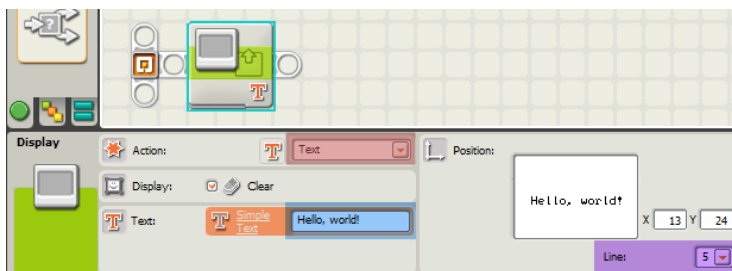 Display
Action:
Text
Position:
Display:
Clear
Hello, world!
X 13 Y 24
Text:
Simple
Text
Hello, world!
Line:
5